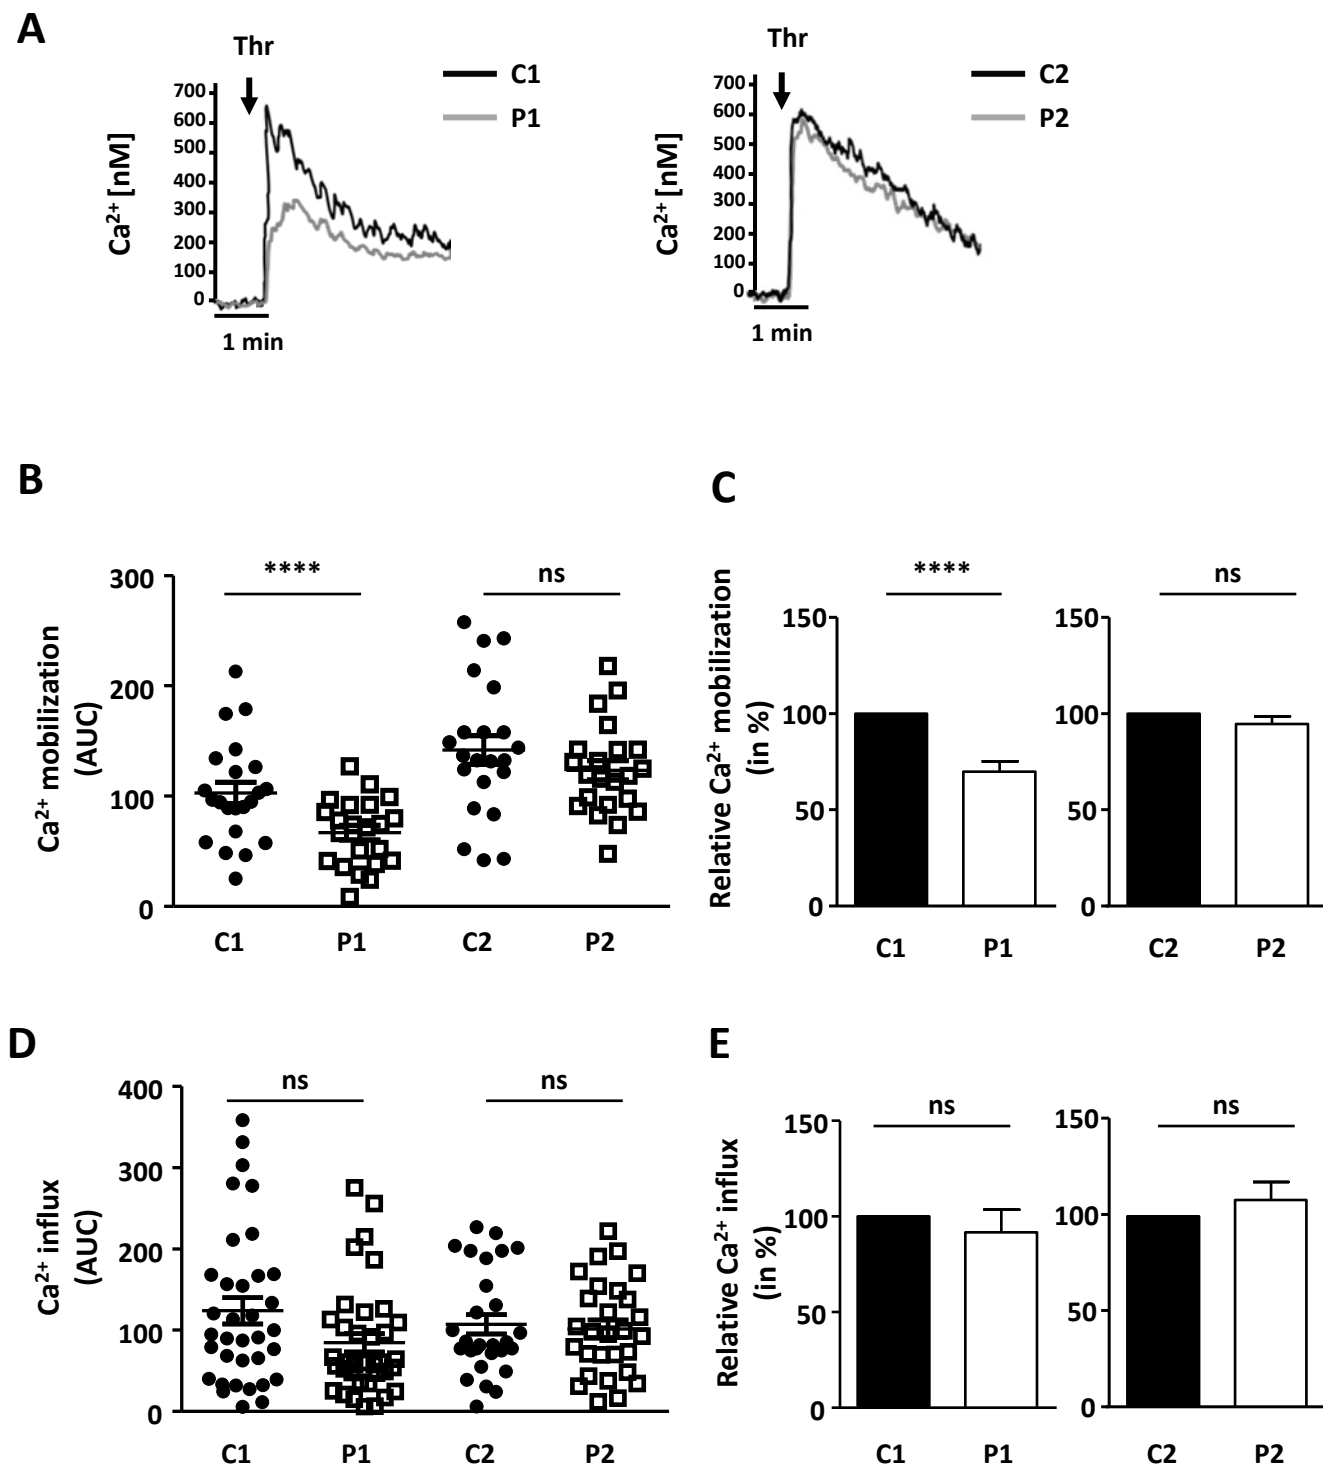 A
Thr
C1
P1
700
600
500
400
300
200
100
0
Ca²⁺ [nM]
1 min
Thr
C2
P2
700
600
500
400
300
200
100
0
Ca²⁺ [nM]
1 min
B
Ca²⁺ mobilization
(AUC)
300
200
100
0
****
ns
C1 P1 C2 P2
C
Relative Ca²⁺ mobilization
(in %)
150
100
50
0
****
C1 P1
150
100
50
0
ns
C2 P2
D
Ca²⁺ influx
(AUC)
400
300
200
100
0
ns
ns
C1 P1 C2 P2
E
Relative Ca²⁺ influx
(in %)
150
100
50
0
ns
C1 P1
150
100
50
0
ns
C2 P2